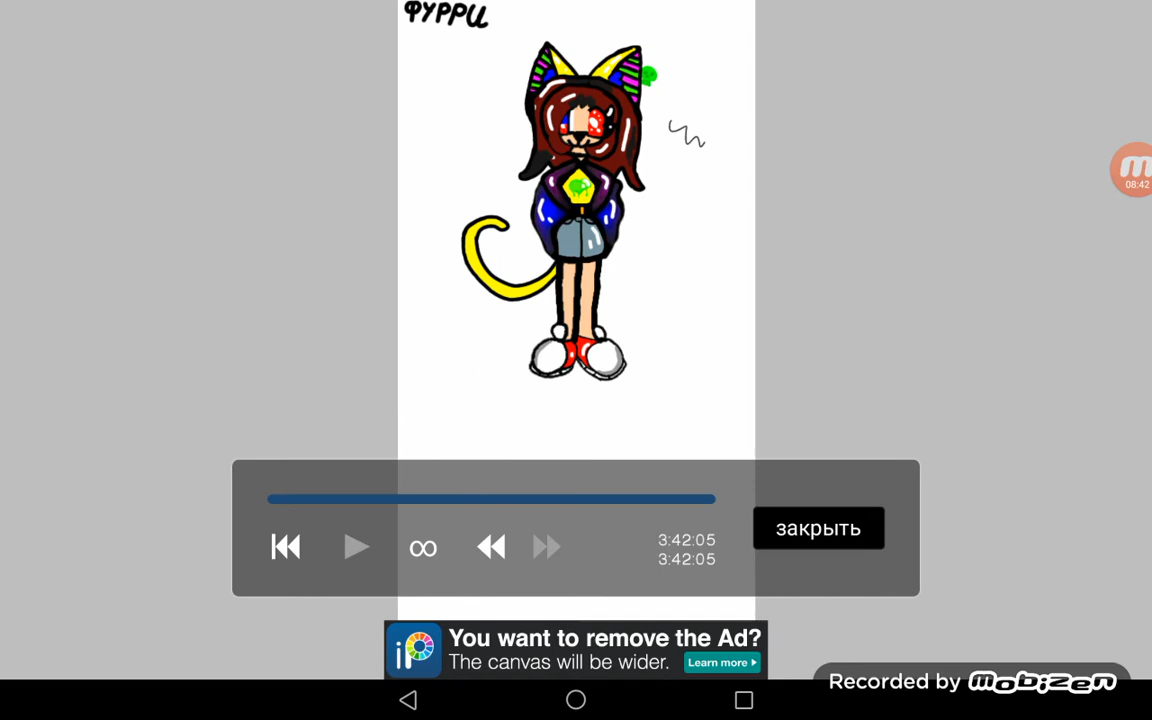 ФУРРИ
08:42
3:42:05
3:42:05
закрыть
iP
You want to remove the Ad?
The canvas will be wider.
Learn more
Recorded by mobizen